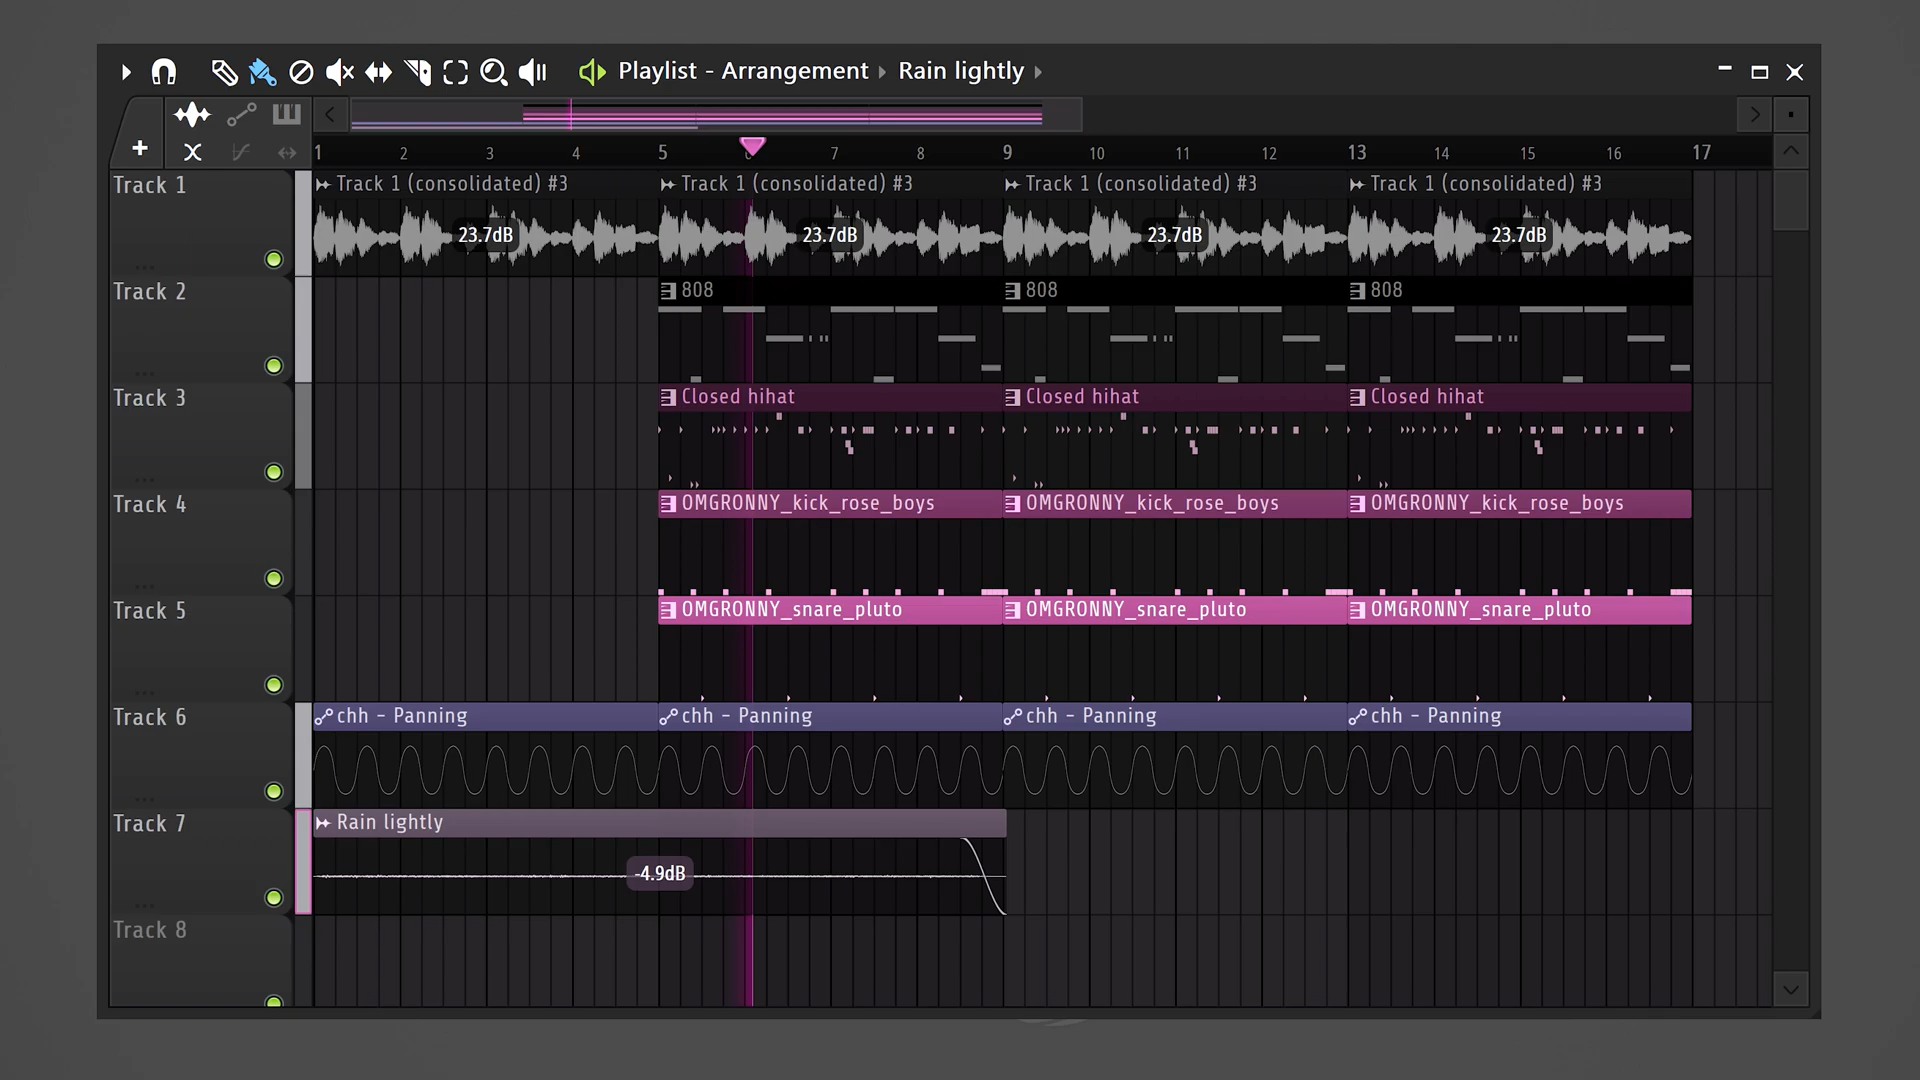 Playlist - Arrangement Rain lightly
1 2 3 4 5 6 7 8 9 10 11 12 13 14 15 16 17
Track 1
Track 1 (consolidated) #3 Track 1 (consolidated) #3 Track 1 (consolidated) #3 Track 1 (consolidated) #3
23.7dB 23.7dB 23.7dB 23.7dB
Track 2
808 808 808
Track 3
Closed hihat Closed hihat Closed hihat
Track 4
OMGRONNY_kick_rose_boys OMGRONNY_kick_rose_boys OMGRONNY_kick_rose_boys
Track 5
OMGRONNY_snare_pluto OMGRONNY_snare_pluto OMGRONNY_snare_pluto
Track 6
chh - Panning chh - Panning chh - Panning chh - Panning
Track 7
Rain lightly
-4.9dB
Track 8